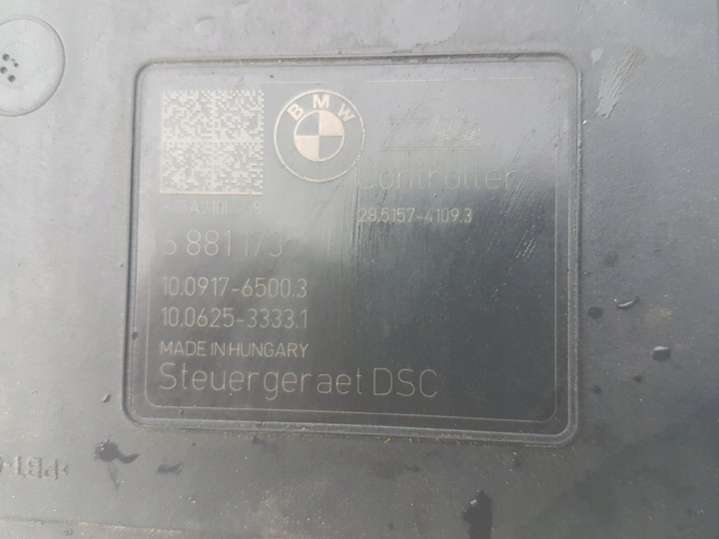 BMW
Controller
28.5157-4109.3
10.0917-6500.3
10.0625-3333.1
MADE IN HUNGARY
Steuergeraet DSC